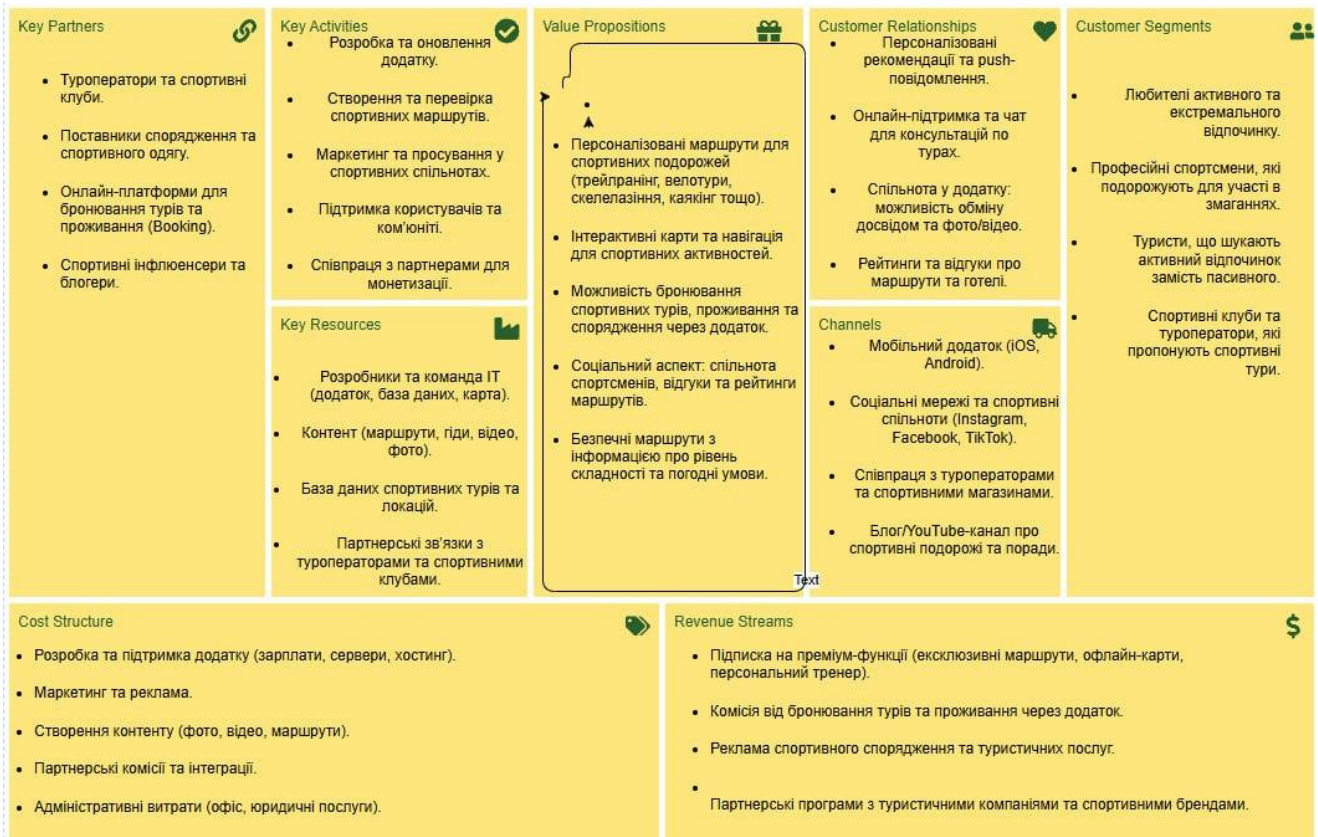 Key Partners
• Туроператори та спортивні
клуби.
• Поставники спорядження та
спортивного одягу.
• Онлайн-платформи для
бронювання турів та
проживання (Booking).
• Спортивні інфлюенсери та
блогери.
Key Activities
• Розробка та оновлення
додатку.
• Створення та перевірка
спортивних маршрутів.
• Маркетинг та просування у
спортивних спільнотах.
• Підтримка користувачів та
ком'юніті.
• Співпраця з партнерами для
монетизації.
Key Resources
• Розробники та команда ІТ
(додаток, база даних, карта).
• Контент (маршрути, гіди, відео,
фото).
• База даних спортивних турів та
локацій.
• Партнерські зв'язки з
туроператорами та спортивними
клубами.
Value Propositions
•
• Персоналізовані маршрути для
спортивних подорожей
(трейлранінг, велотури,
скелелазіння, каякінг тощо).
• Інтерактивні карти та навігація
для спортивних активностей.
• Можливість бронювання
спортивних турів, проживання та
спорядження через додаток.
• Соціальний аспект: спільнота
спортсменів, відгуки та рейтинги
маршрутів.
• Безпечні маршрути з
інформацією про рівень
складності та погодні умови.
Text
Customer Relationships
• Персоналізовані
рекомендації та push-
повідомлення.
• Онлайн-підтримка та чат
для консультацій по
турах.
• Спільнота у додатку:
можливість обміну
досвідом та фото/відео.
• Рейтинги та відгуки про
маршрути та готелі.
Channels
• Мобільний додаток (iOS,
Android).
• Соціальні мережі та спортивні
спільноти (Instagram,
Facebook, TikTok).
• Співпраця з туроператорами
та спортивними магазинами.
• Блог/YouTube-канал про
спортивні подорожі та поради.
Customer Segments
• Любителі активного та
екстремального
відпочинку.
• Професійні спортсмени, які
подорожують для участі в
змаганнях.
• Туристи, що шукають
активний відпочинок
замість пасивного.
• Спортивні клуби та
туроператори, які
пропонують спортивні
тури.
Cost Structure
• Розробка та підтримка додатку (зарплати, сервери, хостинг).
• Маркетинг та реклама.
• Створення контенту (фото, відео, маршрути).
• Партнерські комісії та інтеграції.
• Адміністративні витрати (офіс, юридичні послуги).
Revenue Streams
• Підписка на преміум-функції (ексклюзивні маршрути, офлайн-карти,
персональний тренер).
• Комісія від бронювання турів та проживання через додаток.
• Реклама спортивного спорядження та туристичних послуг.
• Партнерські програми з туристичними компаніями та спортивними брендами.